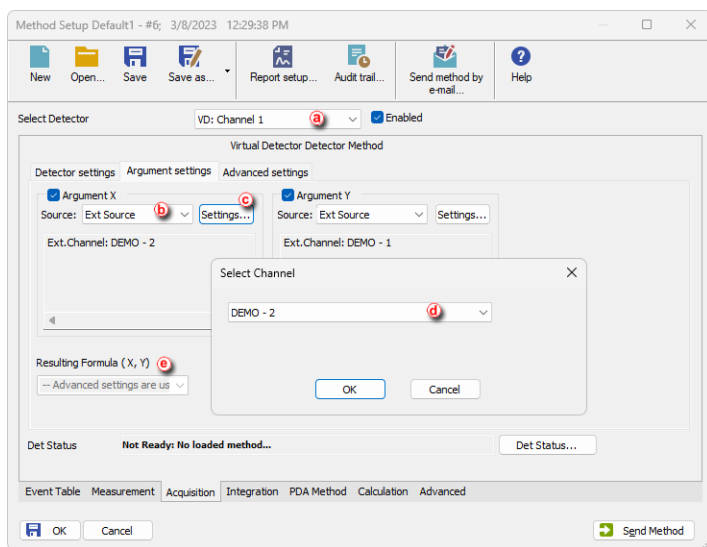 Method Setup Default1 - #6;  3/8/2023  12:29:38 PM
New Open... Save Save as... Report setup... Audit trail... Send method by e-mail... Help
Select Detector VD: Channel 1 a Enabled
Virtual Detector Detector Method
Detector settings Argument settings Advanced settings
Argument X c Argument Y
Source: Ext Source b Settings... Source: Ext Source Settings...
Ext.Channel: DEMO - 2 Ext.Channel: DEMO - 1
Select Channel
DEMO - 2 d
Resulting Formula ( X, Y) e
-- Advanced settings are us
OK Cancel
Det Status Not Ready: No loaded method... Det Status...
Event Table Measurement Acquisition Integration PDA Method Calculation Advanced
OK Cancel Send Method